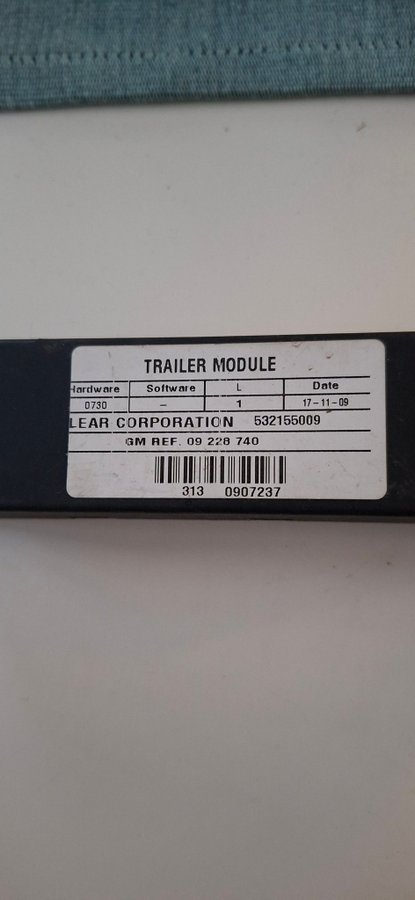 TRAILER MODULE
Hardware Software L Date
0730 – 1 17-11-09
LEAR CORPORATION 532155009
GM REF. 09 228 740
313 0907237